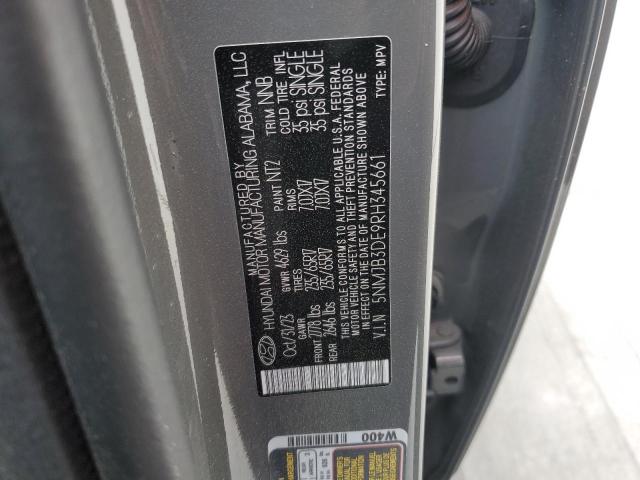 MANUFACTURED BY
HYUNDAI MOTOR MANUFACTURING ALABAMA, LLC
Oct/31/23 GVWR 4629 lbs PAINT NT2 TRIM NNB
GAWR TIRES RIMS COLD TIRE INFL
FRONT 2778 lbs 235/65R17 7.0JX17 35 psi, SINGLE
REAR 2646 lbs 235/65R17 7.0JX17 35 psi, SINGLE
THIS VEHICLE CONFORMS TO ALL APPLICABLE U.S.A. FEDERAL
MOTOR VEHICLE SAFETY AND THEFT PREVENTION STANDARDS
IN EFFECT ON THE DATE OF MANUFACTURE SHOWN ABOVE
V.I.N 5NMJB3DE9RH345661 TYPE: MPV
W400